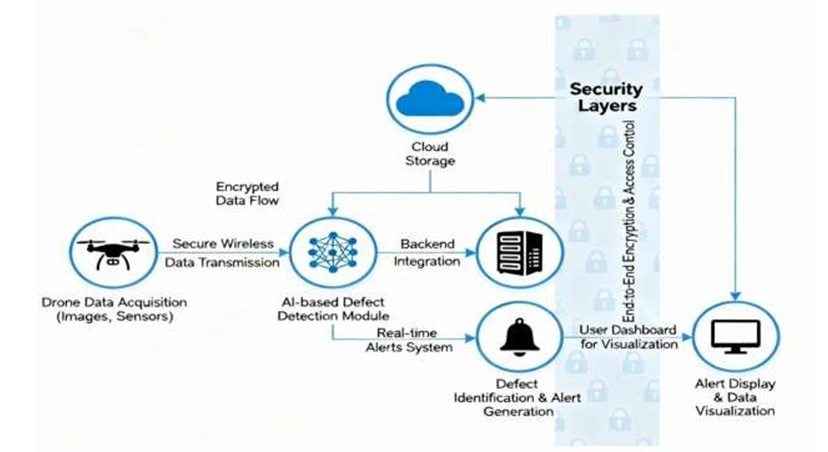 Security
Layers
Cloud
Storage
End-to-End Encryption & Access Control
Encrypted
Data Flow
Secure Wireless
Data Transmission
Backend
Integration
Drone Data Acquisition
(Images, Sensors)
AI-based Defect
Detection Module
Real-time
Alerts System
User Dashboard
for Visualization
Defect
Identification & Alert
Generation
Alert Display
& Data
Visualization